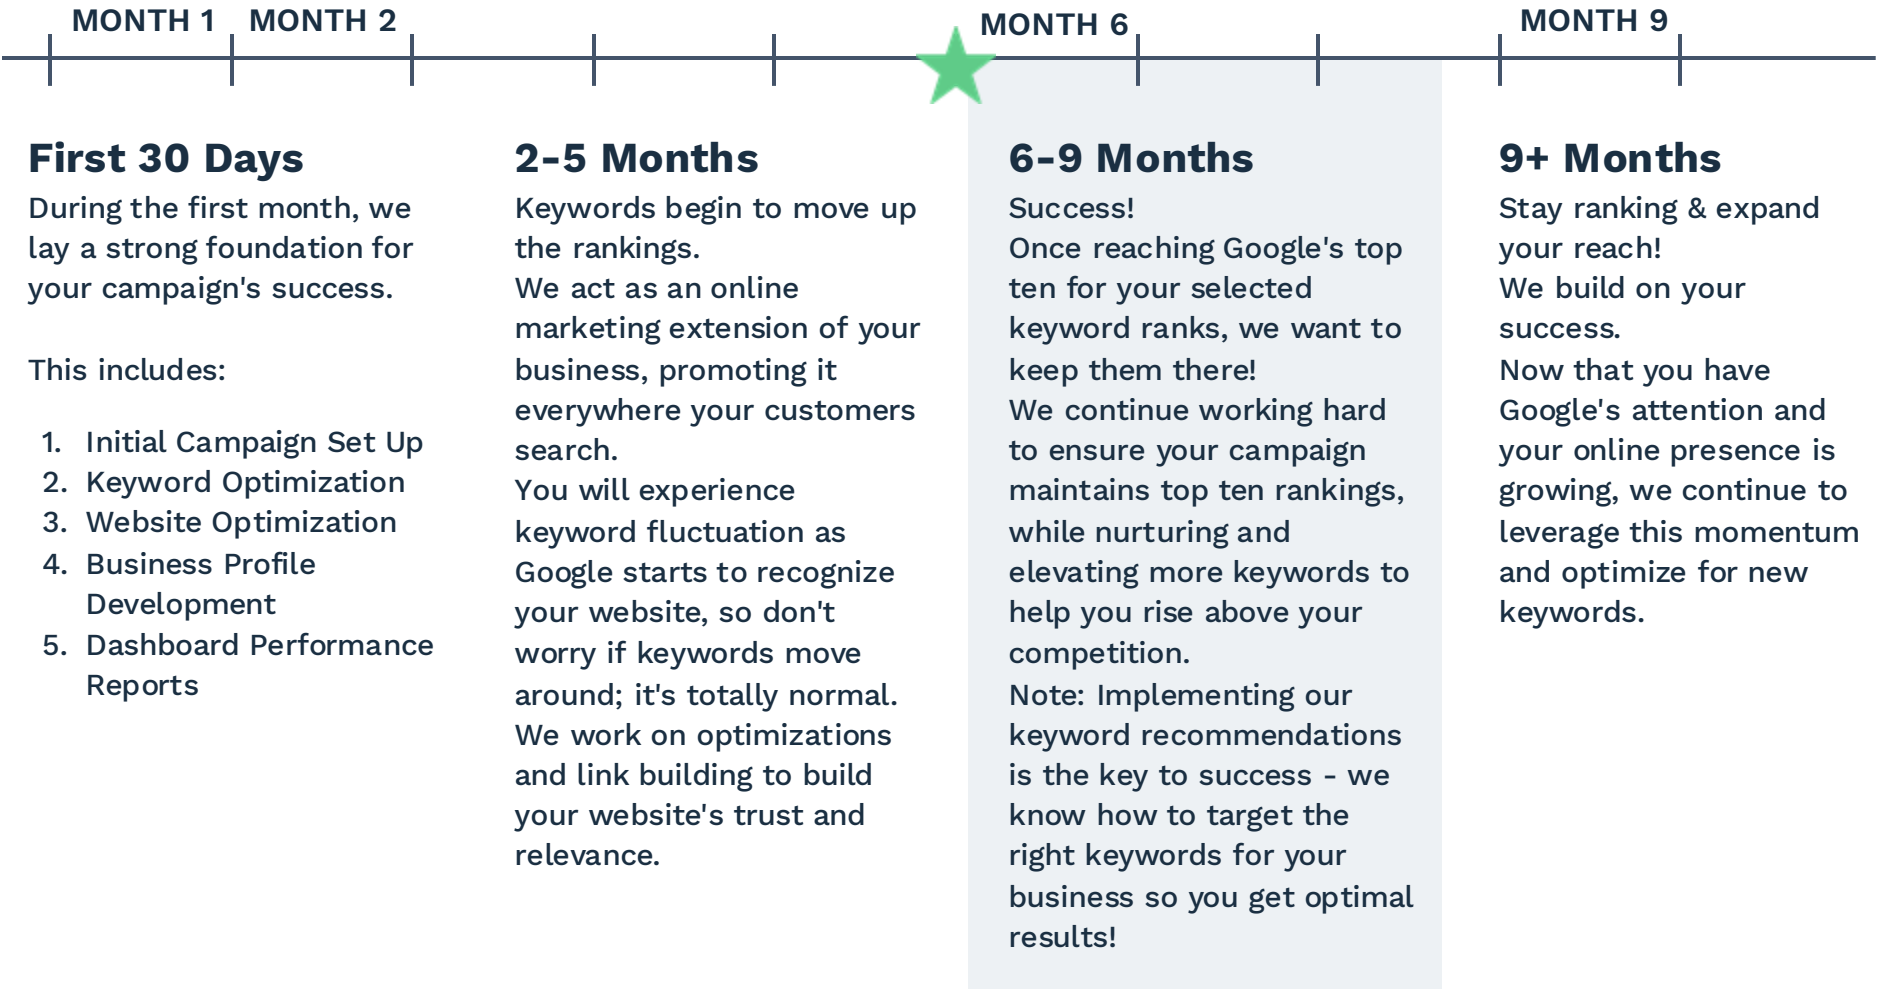 MONTH 1
MONTH 2
MONTH 6
MONTH 9
First 30 Days
During the first month, we
lay a strong foundation for
your campaign's success.
This includes:
1. Initial Campaign Set Up
2. Keyword Optimization
3. Website Optimization
4. Business Profile
Development
5. Dashboard Performance
Reports
2-5 Months
Keywords begin to move up
the rankings.
We act as an online
marketing extension of your
business, promoting it
everywhere your customers
search.
You will experience
keyword fluctuation as
Google starts to recognize
your website, so don't
worry if keywords move
around; it's totally normal.
We work on optimizations
and link building to build
your website's trust and
relevance.
6-9 Months
Success!
Once reaching Google's top
ten for your selected
keyword ranks, we want to
keep them there!
We continue working hard
to ensure your campaign
maintains top ten rankings,
while nurturing and
elevating more keywords to
help you rise above your
competition.
Note: Implementing our
keyword recommendations
is the key to success - we
know how to target the
right keywords for your
business so you get optimal
results!
9+ Months
Stay ranking & expand
your reach!
We build on your
success.
Now that you have
Google's attention and
your online presence is
growing, we continue to
leverage this momentum
and optimize for new
keywords.